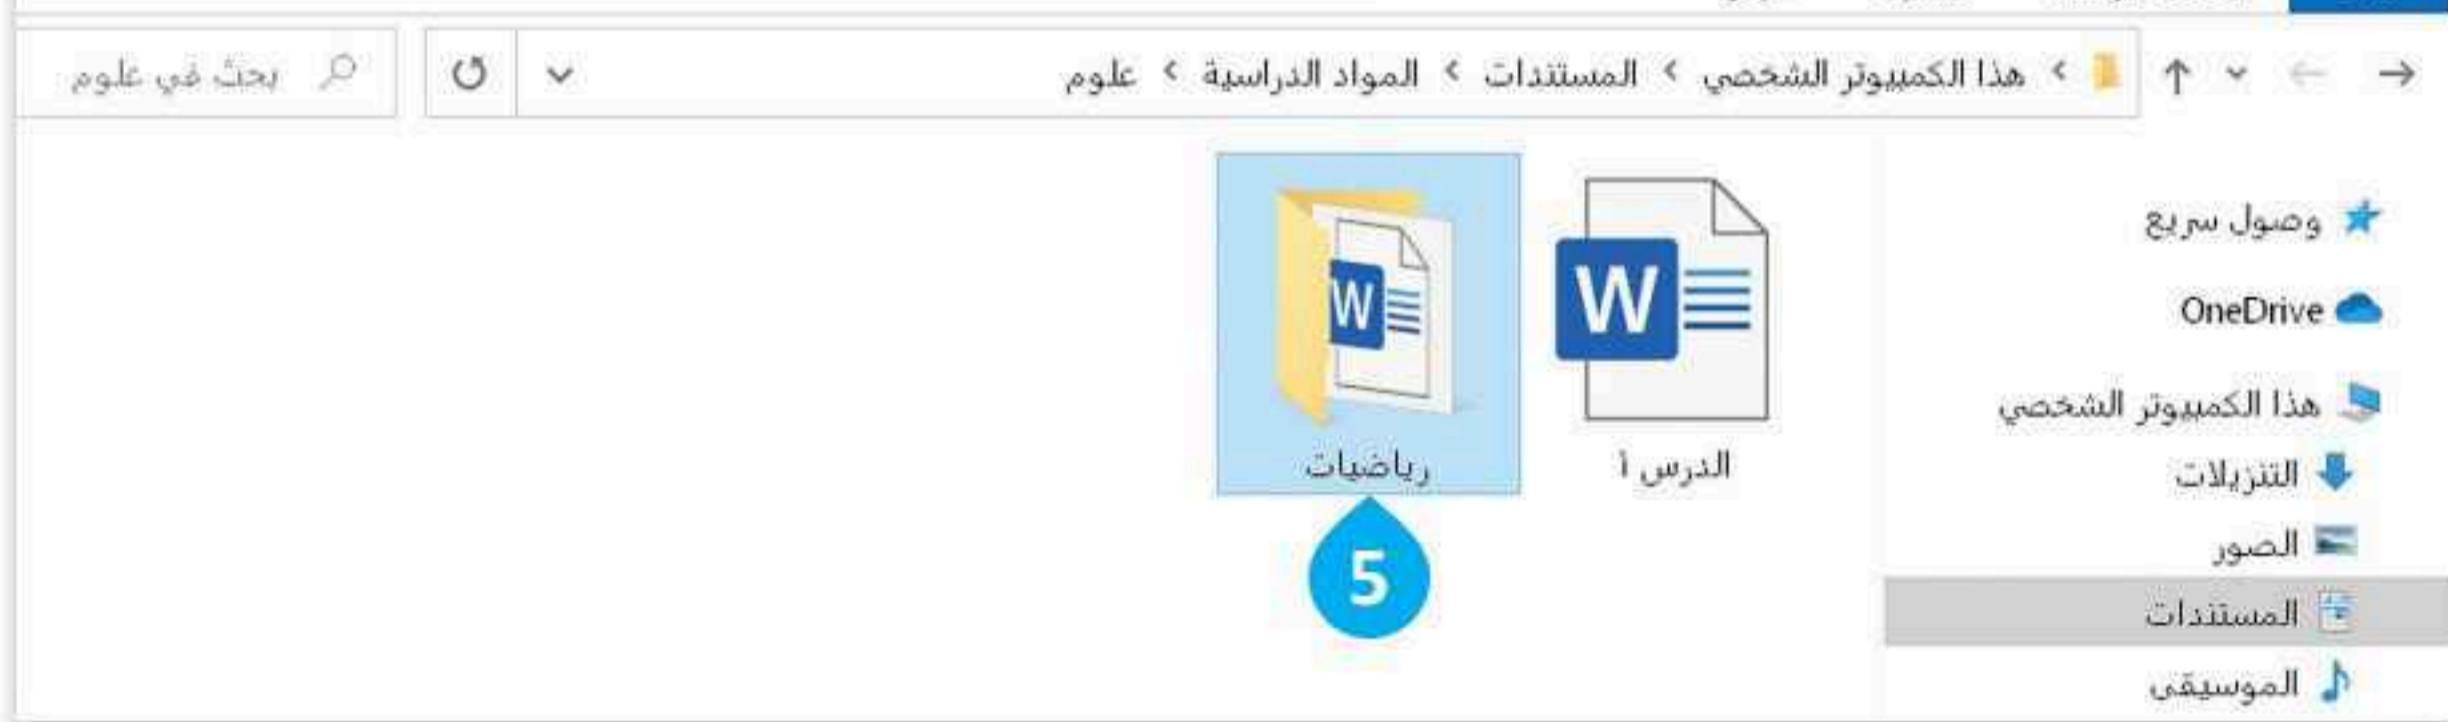 هذا الكمبيوتر الشخصي > المستندات > المواد الدراسية > علوم
بحث في علوم
وصول سريع
OneDrive
هذا الكمبيوتر الشخصي
التنزيلات
الصور
المستندات
الموسيقى
W
الدرس أ
W
رياضيات
5